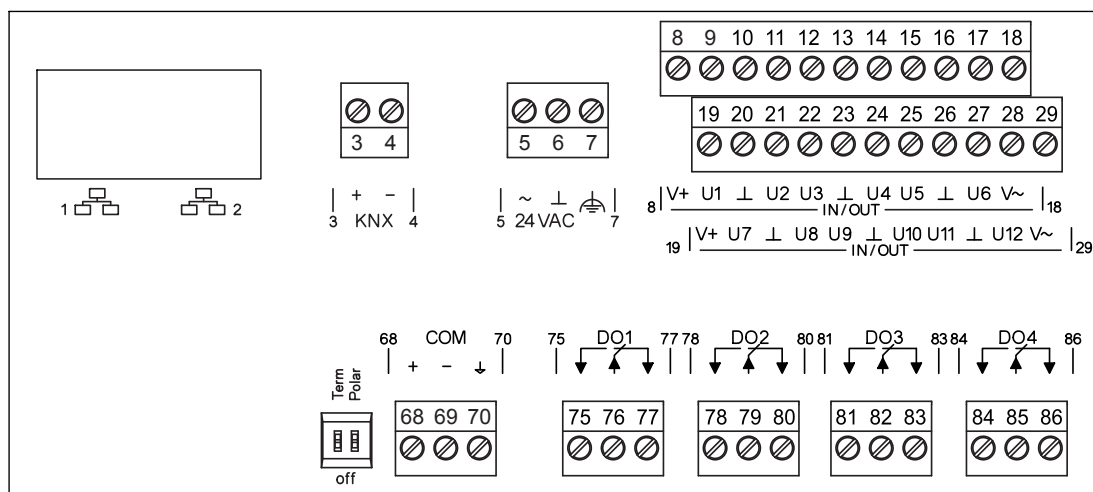 8 9 10 11 12 13 14 15 16 17 18
19 20 21 22 23 24 25 26 27 28 29
3 4
5 6 7
1 2
+ −
3 KNX 4
~ ⊥ ⏚
5 24 VAC 7
8 V+ U1 ⊥ U2 U3 ⊥ U4 U5 ⊥ U6 V~ 18
IN/OUT
19 V+ U7 ⊥ U8 U9 ⊥ U10 U11 ⊥ U12 V~ 29
IN/OUT
68 COM 70
+ −
75 DO1 77
78 DO2 80
81 DO3 83
84 DO4 86
Term
Polar
off
68 69 70
75 76 77
78 79 80
81 82 83
84 85 86